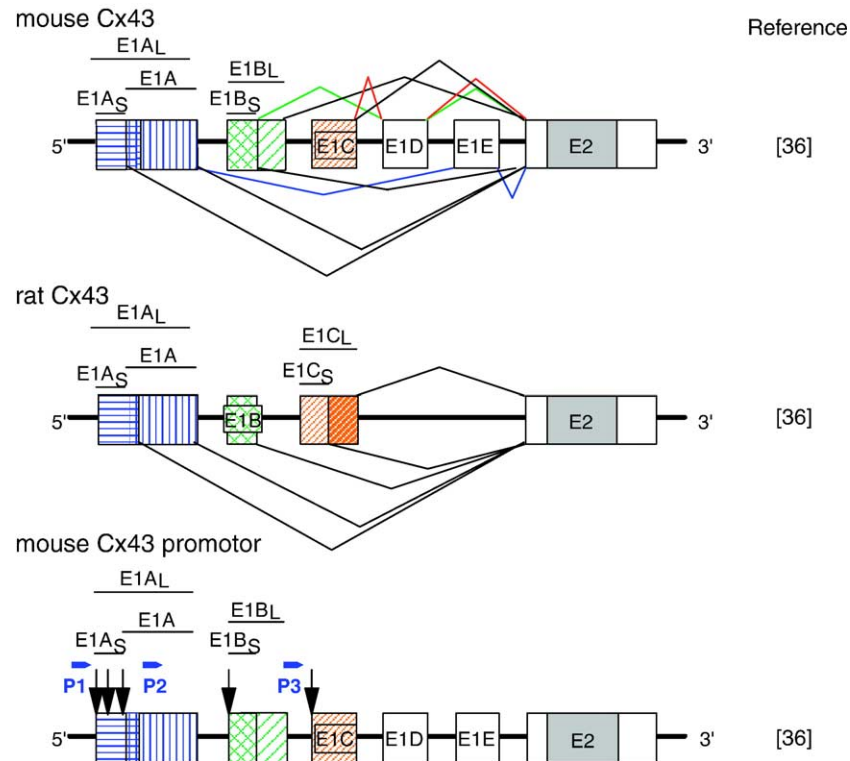 mouse Cx43
Reference
E1AL
E1A
E1BL
E1AS
E1BS
5'
E1C
E1D
E1E
E2
3'
[36]
rat Cx43
E1AL
E1CL
E1A
E1AS
E1CS
5'
E1B
E2
3'
[36]
mouse Cx43 promotor
E1AL
E1A
E1BL
E1AS
E1BS
P1
P2
P3
5'
E1C
E1D
E1E
E2
3'
[36]